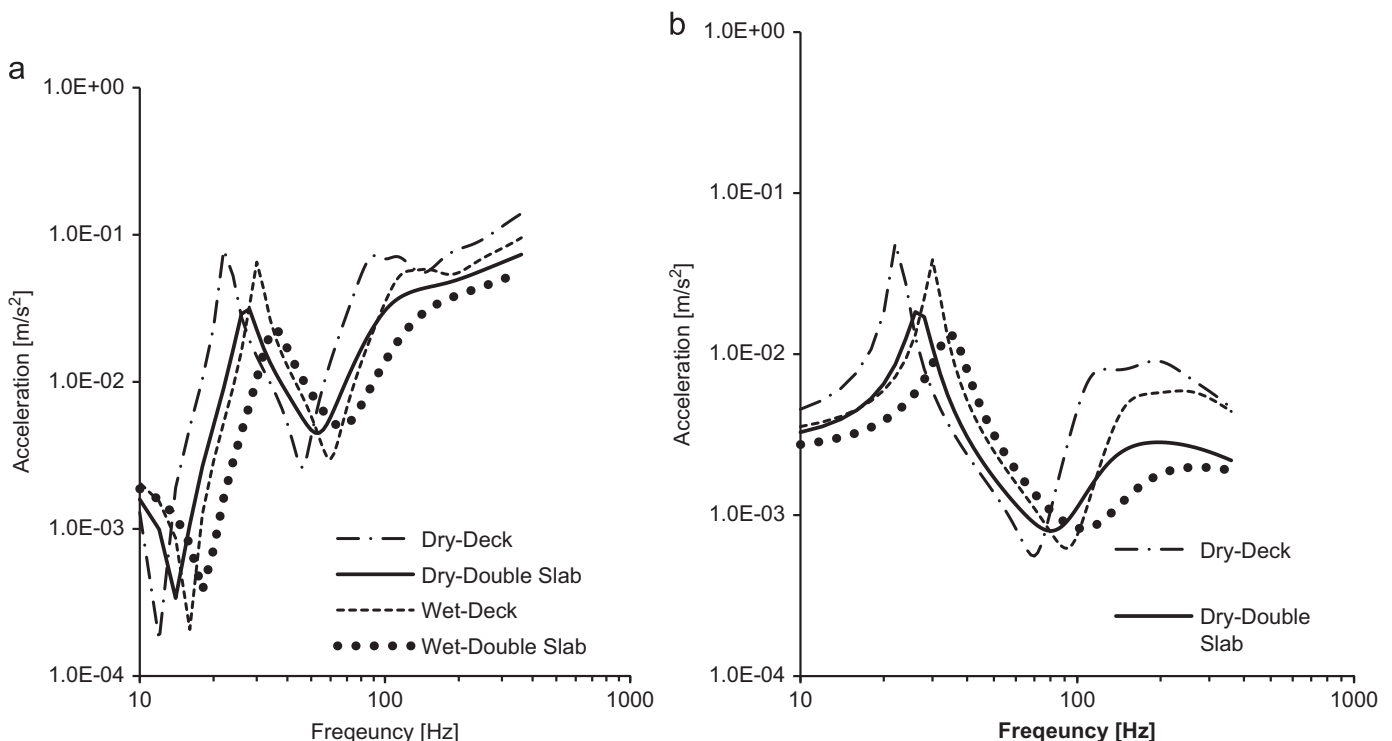 a
1.0E+00
1.0E-01
1.0E-02
1.0E-03
1.0E-04
Acceleration [m/s²]
10
100
1000
Freqeuncy [Hz]
Dry-Deck
Dry-Double Slab
Wet-Deck
Wet-Double Slab
b
1.0E+00
1.0E-01
1.0E-02
1.0E-03
1.0E-04
Acceleration [m/s²]
10
100
1000
Freqeuncy [Hz]
Dry-Deck
Dry-Double
Slab